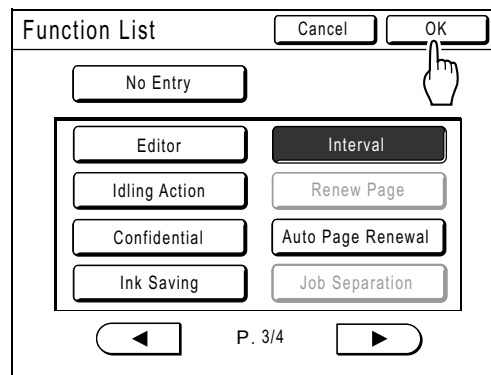 Function List Cancel OK
No Entry
Editor Interval
Idling Action Renew Page
Confidential Auto Page Renewal
Ink Saving Job Separation
P. 3/4